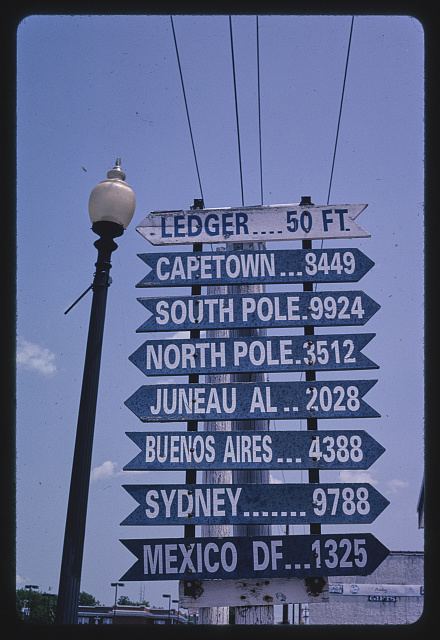 LEDGER.....50 FT.
CAPETOWN...8449
SOUTH POLE.9924
NORTH POLE.3512
JUNEAU AL..2028
BUENOS AIRES...4388
SYDNEY.......9788
MEXICO DF...1325
GIFTS